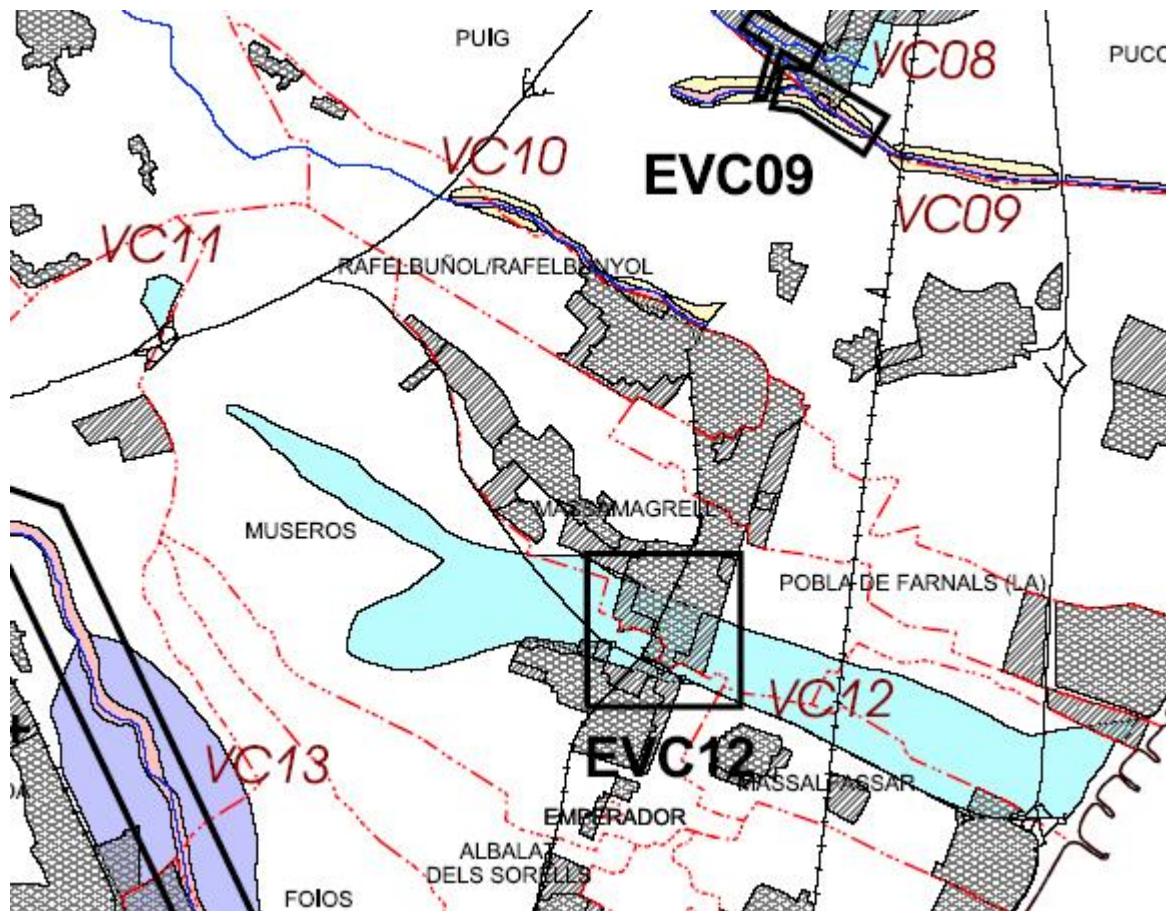 PUIG
VC08
PUCO
VC10
EVC09
VC09
VC11
RAFELBUÑOL/RAFELBUNYOL
MASSAMAGRELL
MUSEROS
POBLA DE FARNALS (LA)
VC12
EVC12
VC13
MASSALFASSAR
EMPERADOR
ALBALAT
DELS SORELLS
FOIOS